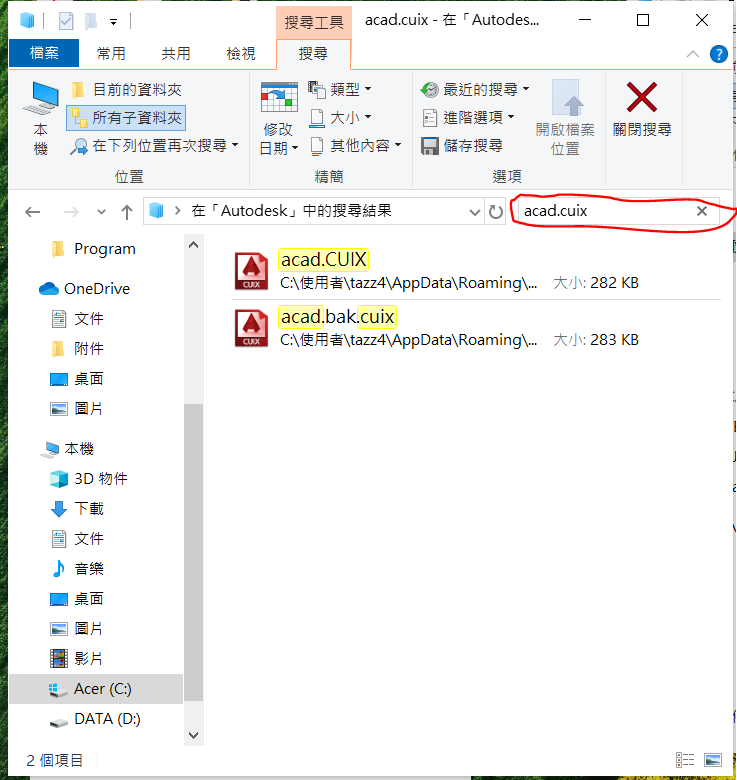 搜尋工具
acad.cuix - 在「Autodesk...
檔案
常用
共用
檢視
搜尋
本機
目前的資料夾
所有子資料夾
在下列位置再次搜尋
位置
修改日期
類型
大小
其他內容
精簡
最近的搜尋
進階選項
儲存搜尋
開啟檔案位置
選項
關閉搜尋
在「Autodesk」中的搜尋結果
acad.cuix
Program
OneDrive
文件
附件
桌面
圖片
本機
3D 物件
下載
文件
音樂
桌面
圖片
影片
Acer (C:)
DATA (D:)
CUIX
acad.CUIX
C:\使用者\tazz4\AppData\Roaming\... 大小: 282 KB
CUIX
acad.bak.cuix
C:\使用者\tazz4\AppData\Roaming\... 大小: 283 KB
2 個項目